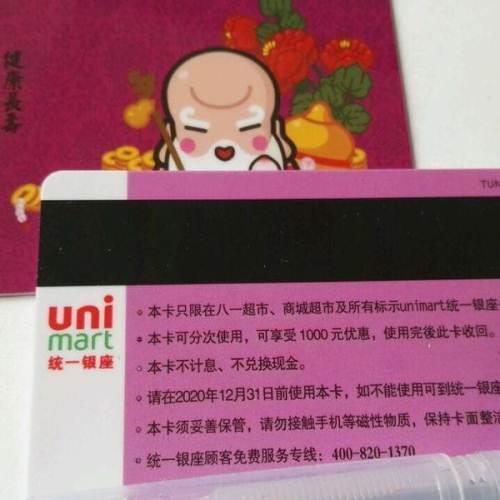 健康長壽
TUN
uni
mart
统一银座
本卡只限在八一超市、商城超市及所有标示unimart统一银座
本卡可分次使用，可享受1000元优惠，使用完後此卡收回。
本卡不计息、不兑换现金。
请在2020年12月31日前使用本卡，如不能使用可到统一银座
本卡须妥善保管，请勿接触手机等磁性物质，保持卡面整洁
统一银座顾客免费服务专线：400-820-1370